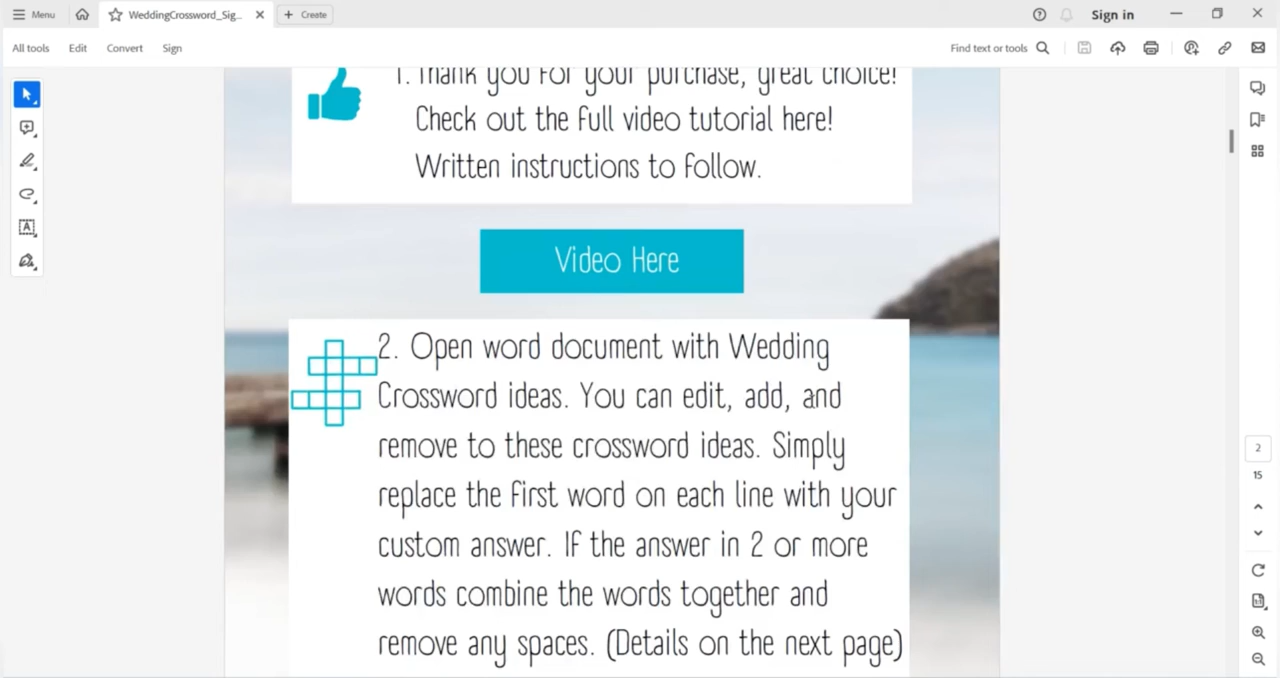 Menu
WeddingCrossword_Sig...
Create
Sign in
All tools
Edit
Convert
Sign
Find text or tools
1. Thank you for your purchase, great choice!
Check out the full video tutorial here!
Written instructions to follow.
Video Here
2. Open word document with Wedding
Crossword ideas. You can edit, add, and
remove to these crossword ideas. Simply
replace the first word on each line with your
custom answer. If the answer in 2 or more
words combine the words together and
remove any spaces. (Details on the next page)
2
15